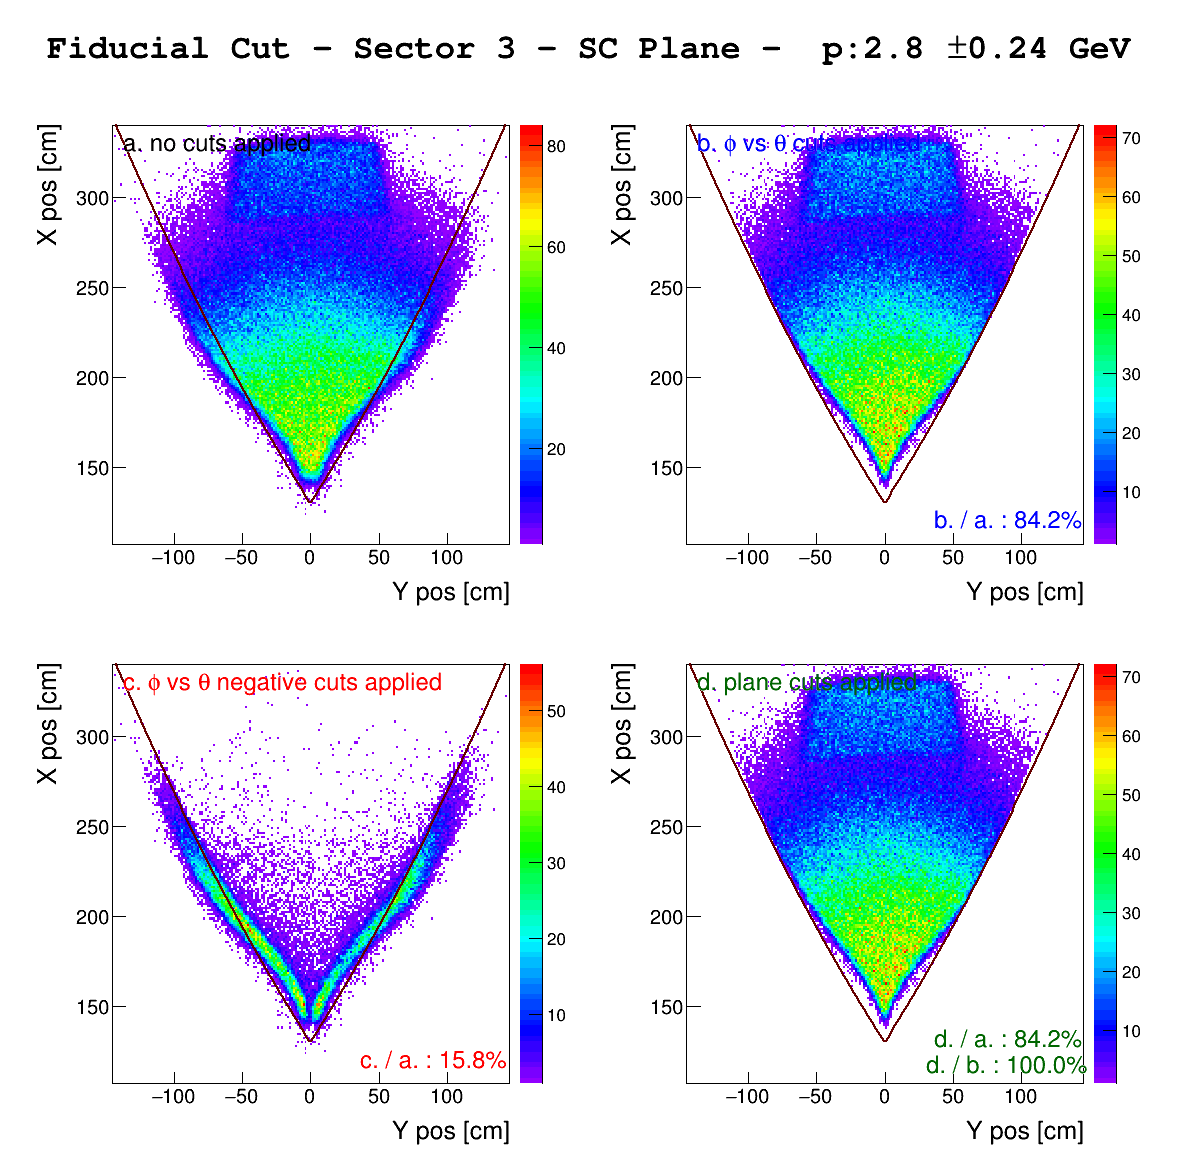 Fiducial Cut – Sector 3 – SC Plane – p:2.8 ±0.24 GeV
a. no cuts applied
X pos [cm]
300
250
200
150
−100 −50 0 50 100
Y pos [cm]
80
60
40
20
b. ϕ vs θ cuts applied
X pos [cm]
300
250
200
150
−100 −50 0 50 100
Y pos [cm]
b. / a. : 84.2%
70
60
50
40
30
20
10
c. ϕ vs θ negative cuts applied
X pos [cm]
300
250
200
150
−100 −50 0 50 100
Y pos [cm]
c. / a. : 15.8%
50
40
30
20
10
d. plane cuts applied
X pos [cm]
300
250
200
150
−100 −50 0 50 100
Y pos [cm]
d. / a. : 84.2%
d. / b. : 100.0%
70
60
50
40
30
20
10